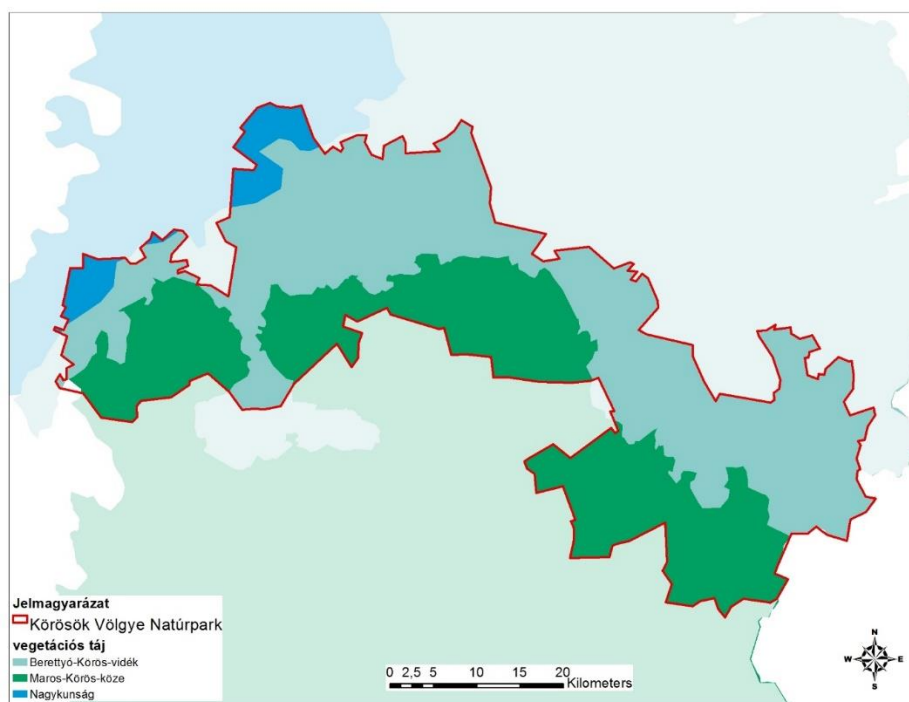 Jelmagyarázat
Körösök Völgye Natúrpark
vegetációs táj
Berettyó-Körös-vidék
Maros-Körös-köze
Nagykunság
0 2,5 5 10 15 20
Kilometers
N
W E
S